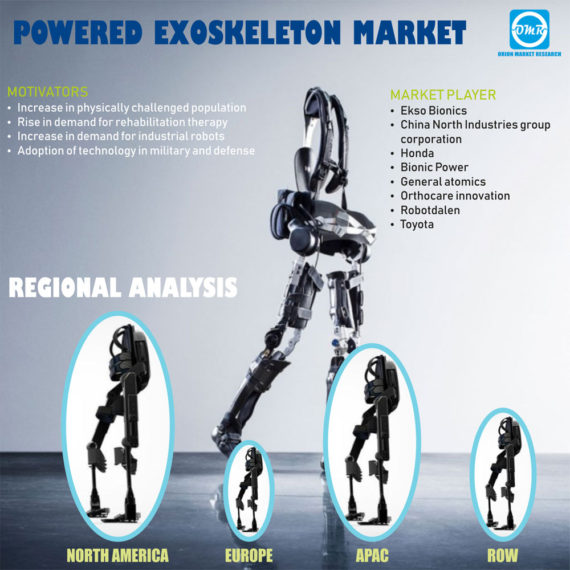 POWERED EXOSKELETON MARKET
OMR
ORION MARKET RESEARCH
MOTIVATORS
• Increase in physically challenged population
• Rise in demand for rehabilitation therapy
• Increase in demand for industrial robots
• Adoption of technology in military and defense
MARKET PLAYER
• Ekso Bionics
• China North Industries group
corporation
• Honda
• Bionic Power
• General atomics
• Orthocare innovation
• Robotdalen
• Toyota
REGIONAL ANALYSIS
NORTH AMERICA
EUROPE
APAC
ROW